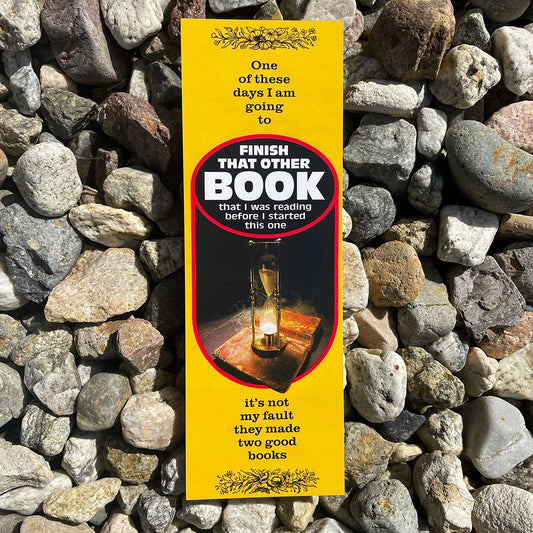 One
of these
days I am
going
to
FINISH
THAT OTHER
BOOK
that I was reading
before I started
this one
it's not
my fault
they made
two good
books